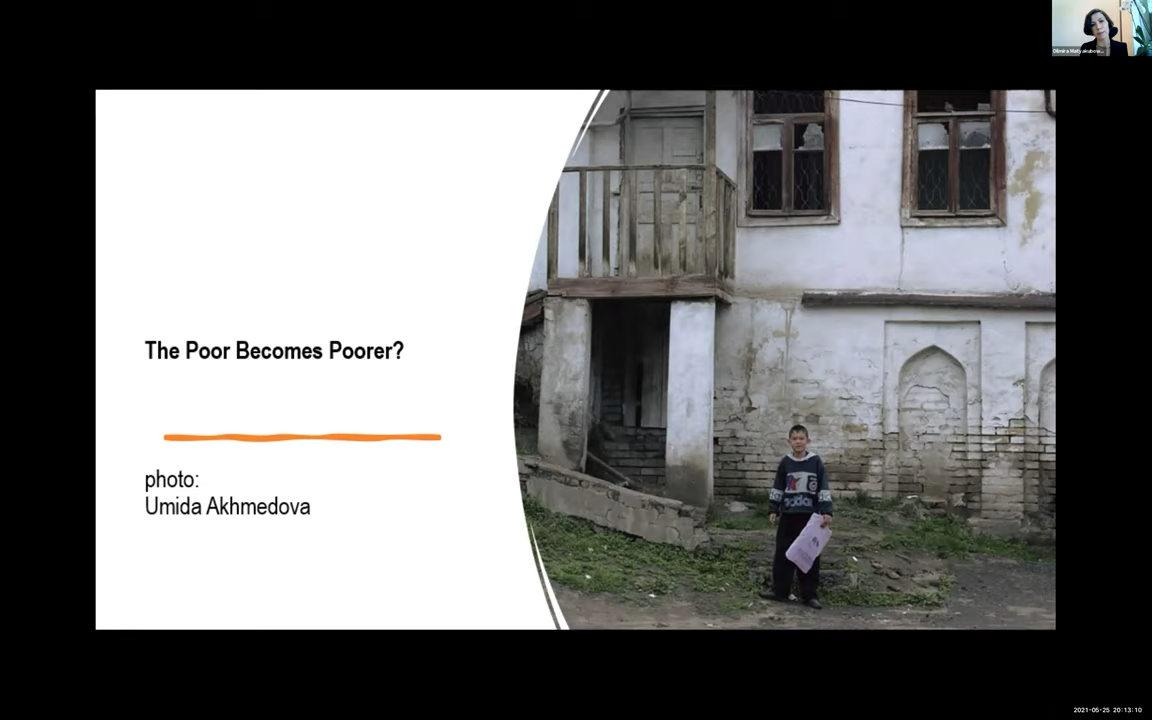 The Poor Becomes Poorer?
photo:
Umida Akhmedova
adidas
2021-05-25 20:13:10